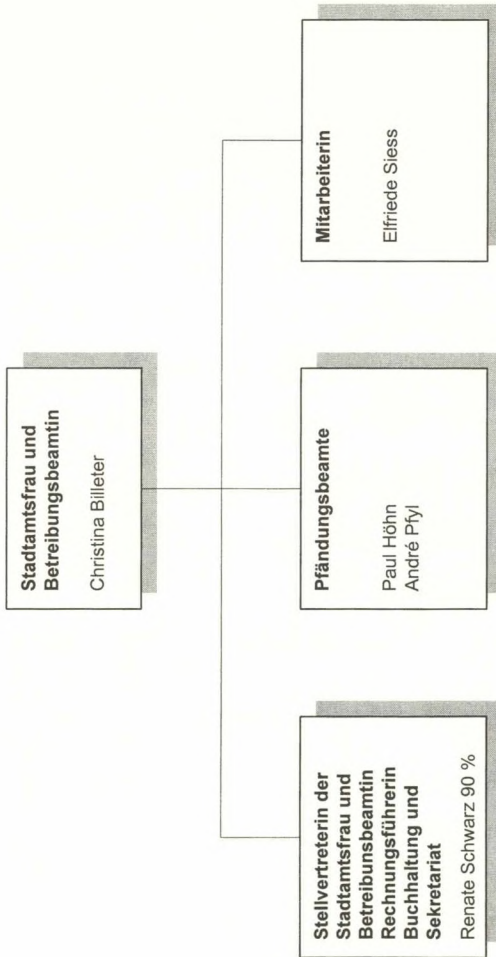 Stadtamtsfrau und
Betreibungsbeamtin
Christina Billeter
Stellvertreterin der
Stadtamtsfrau und
Betreibunsbeamtin
Rechnungsführerin
Buchhaltung und
Sekretariat
Renate Schwarz 90 %
Pfändungsbeamte
Paul Höhn
André Pfyl
Mitarbeiterin
Elfriede Siess